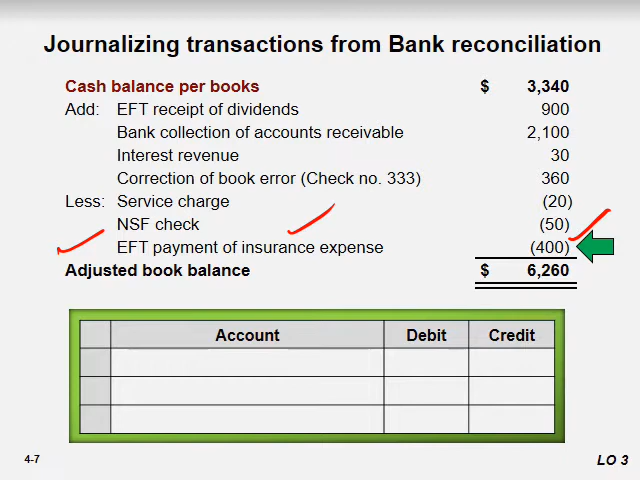 Journalizing transactions from Bank reconciliation
Cash balance per books $ 3,340
Add: EFT receipt of dividends 900
Bank collection of accounts receivable 2,100
Interest revenue 30
Correction of book error (Check no. 333) 360
Less: Service charge (20)
NSF check (50)
EFT payment of insurance expense (400)
Adjusted book balance $ 6,260
Account Debit Credit
4-7 LO 3